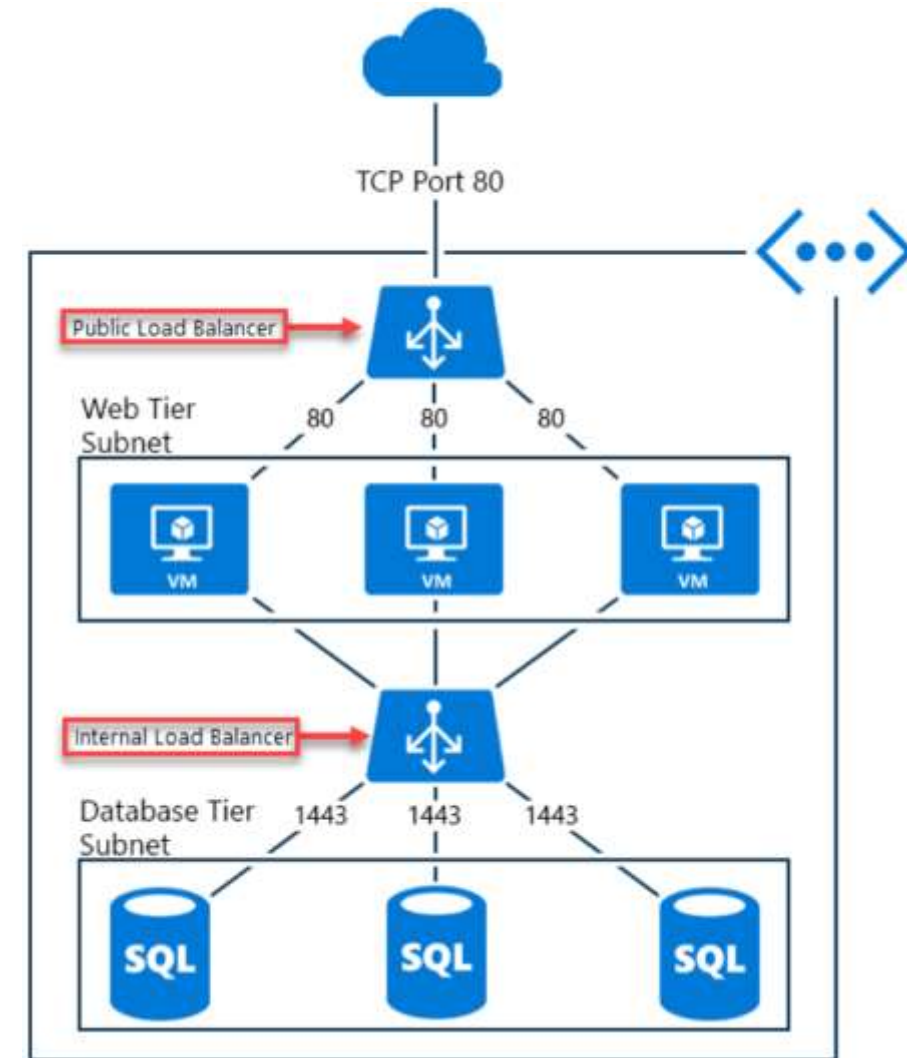 TCP Port 80
Public Load Balancer
Web Tier
Subnet
80
80
80
VM
VM
VM
Internal Load Balancer
Database Tier
Subnet
1443
1443
1443
SQL
SQL
SQL